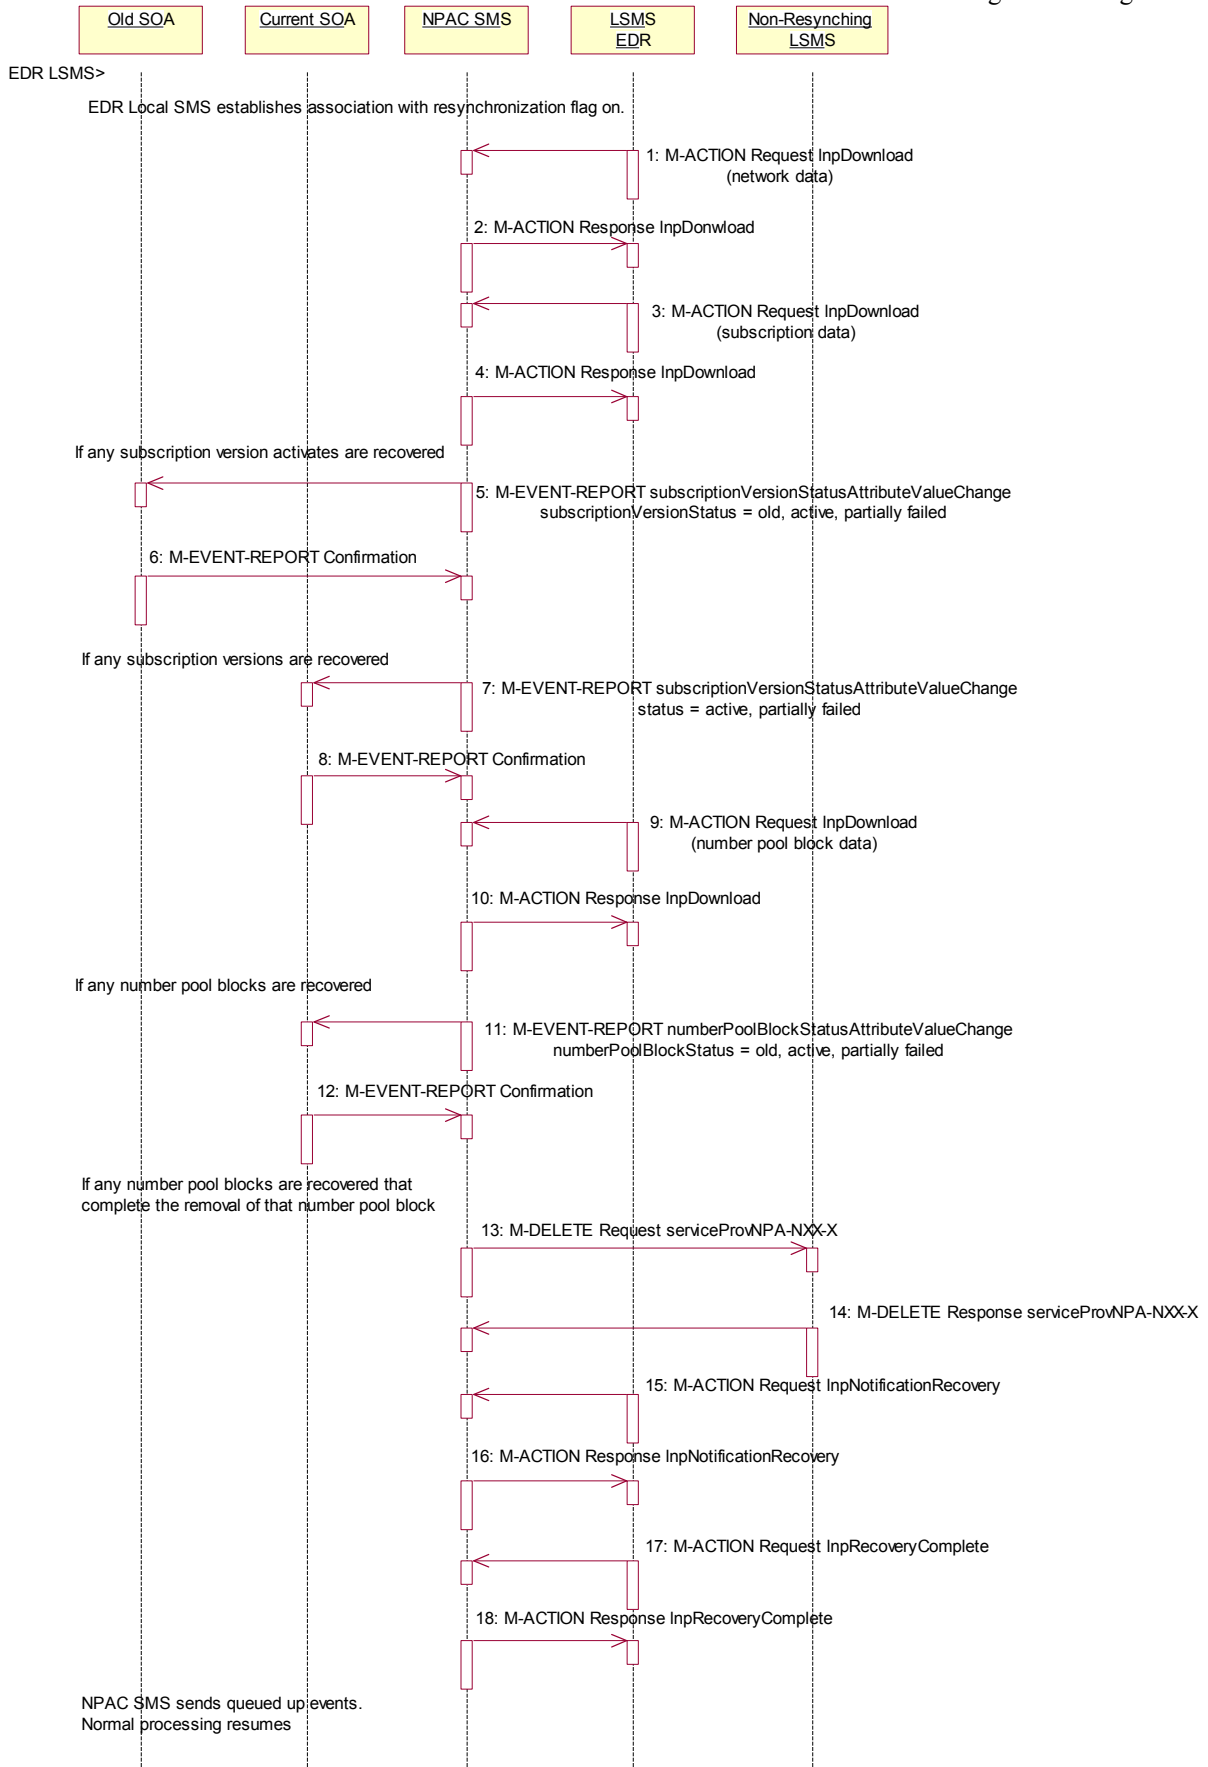 Old SOA
Current SOA
NPAC SMS
LSMS
EDR
Non-Resynching
LSMS
EDR LSMS>
EDR Local SMS establishes association with resynchronization flag on.
1: M-ACTION Request lnpDownload
(network data)
2: M-ACTION Response lnpDonwload
3: M-ACTION Request lnpDownload
(subscription data)
4: M-ACTION Response lnpDownload
If any subscription version activates are recovered
5: M-EVENT-REPORT subscriptionVersionStatusAttributeValueChange
subscriptionVersionStatus = old, active, partially failed
6: M-EVENT-REPORT Confirmation
If any subscription versions are recovered
7: M-EVENT-REPORT subscriptionVersionStatusAttributeValueChange
status = active, partially failed
8: M-EVENT-REPORT Confirmation
9: M-ACTION Request lnpDownload
(number pool block data)
10: M-ACTION Response lnpDownload
If any number pool blocks are recovered
11: M-EVENT-REPORT numberPoolBlockStatusAttributeValueChange
numberPoolBlockStatus = old, active, partially failed
12: M-EVENT-REPORT Confirmation
If any number pool blocks are recovered that
complete the removal of that number pool block
13: M-DELETE Request serviceProvNPA-NXX-X
14: M-DELETE Response serviceProvNPA-NXX-X
15: M-ACTION Request lnpNotificationRecovery
16: M-ACTION Response lnpNotificationRecovery
17: M-ACTION Request lnpRecoveryComplete
18: M-ACTION Response lnpRecoveryComplete
NPAC SMS sends queued up events.
Normal processing resumes